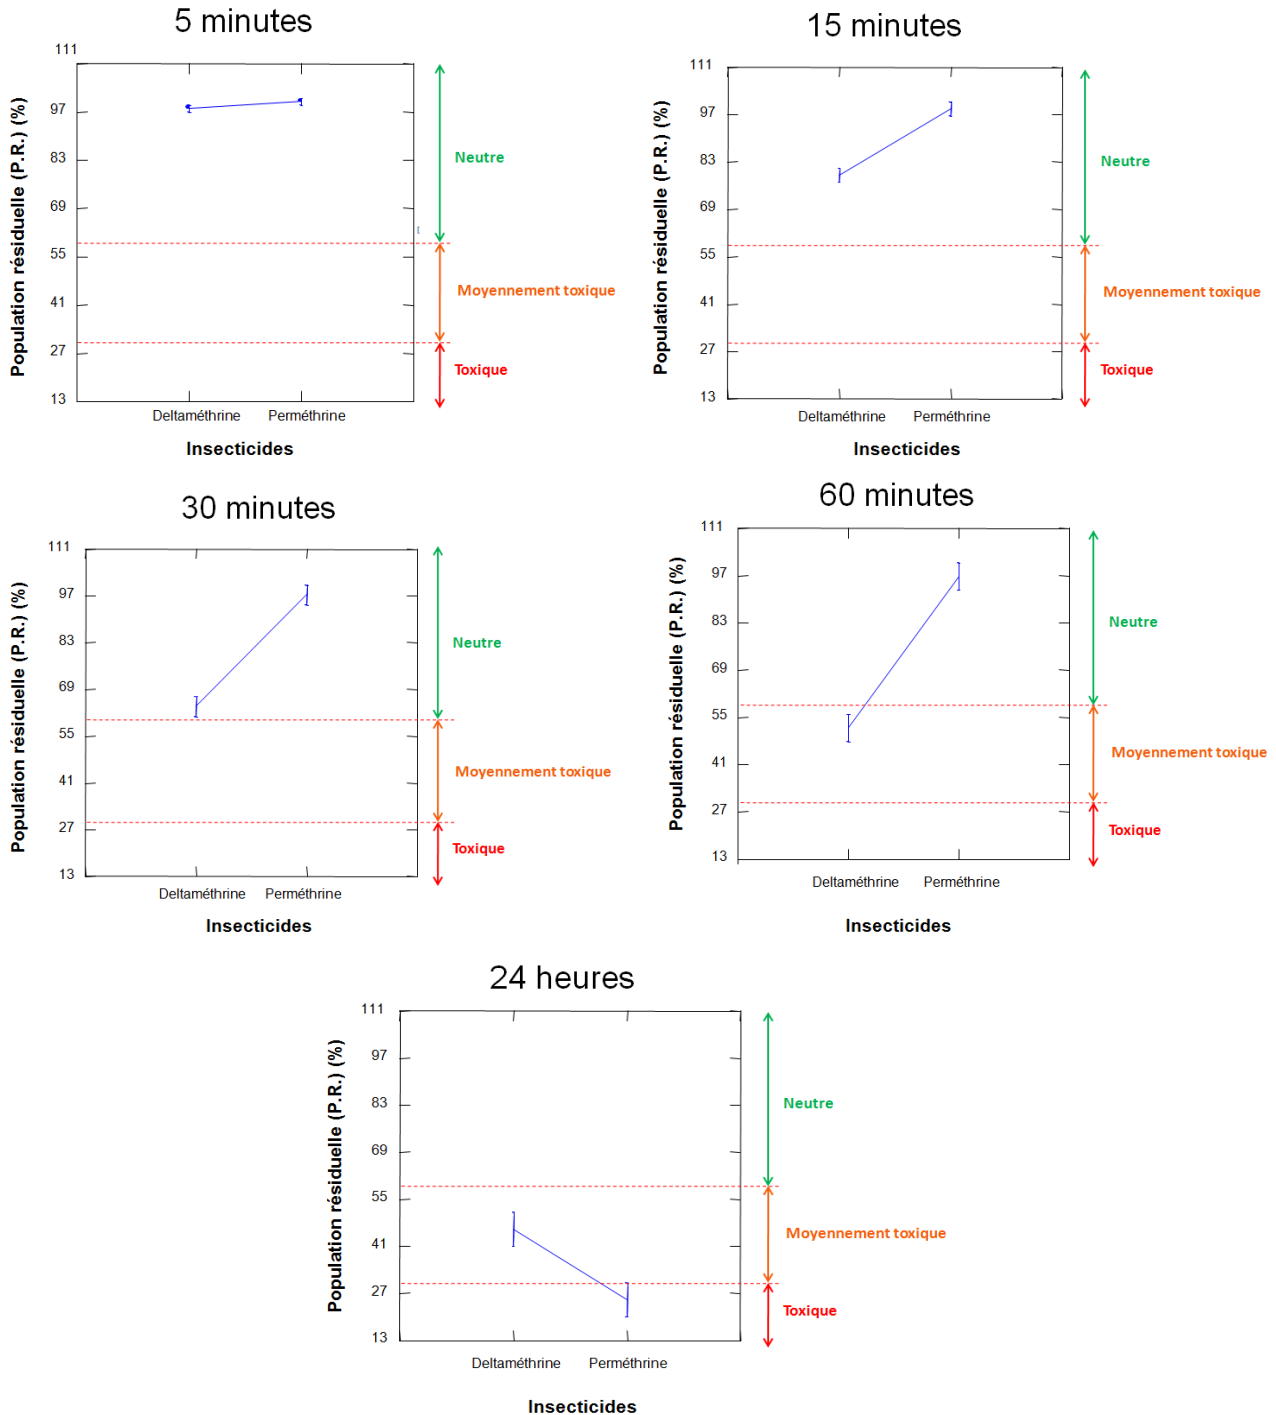 5 minutes
Population résiduelle (P.R.) (%)
111
97
83
69
55
41
27
13
Neutre
Moyennement toxique
Toxique
Deltaméthrine Perméthrine
Insecticides
15 minutes
Population résiduelle (P.R.) (%)
111
97
83
69
55
41
27
13
Neutre
Moyennement toxique
Toxique
Deltaméthrine Perméthrine
Insecticides
30 minutes
Population résiduelle (P.R.) (%)
111
97
83
69
55
41
27
13
Neutre
Moyennement toxique
Toxique
Deltaméthrine Perméthrine
Insecticides
60 minutes
Population résiduelle (P.R.) (%)
111
97
83
69
55
41
27
13
Neutre
Moyennement toxique
Toxique
Deltaméthrine Perméthrine
Insecticides
24 heures
Population résiduelle (P.R.) (%)
111
97
83
69
55
41
27
13
Neutre
Moyennement toxique
Toxique
Deltaméthrine Perméthrine
Insecticides